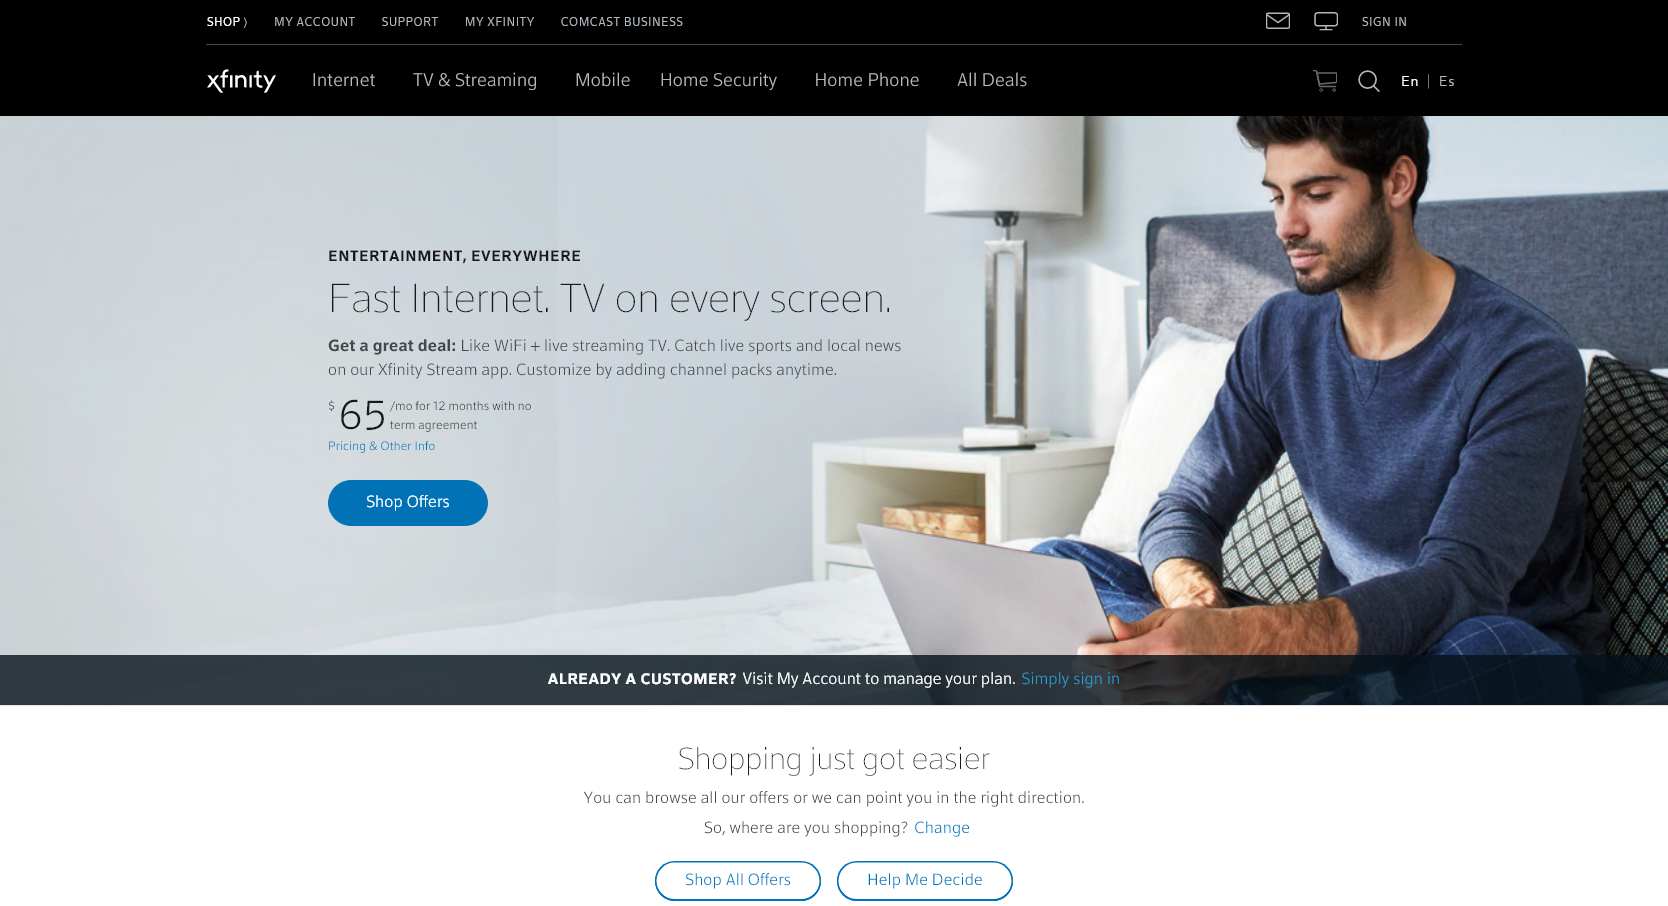 SHOP ⟩ MY ACCOUNT SUPPORT MY XFINITY COMCAST BUSINESS SIGN IN
xfinity Internet TV & Streaming Mobile Home Security Home Phone All Deals En | Es
ENTERTAINMENT, EVERYWHERE
Fast Internet. TV on every screen.
Get a great deal: Like WiFi + live streaming TV. Catch live sports and local news
on our Xfinity Stream app. Customize by adding channel packs anytime.
$65 /mo for 12 months with no
term agreement
Pricing & Other Info
Shop Offers
ALREADY A CUSTOMER? Visit My Account to manage your plan. Simply sign in
Shopping just got easier
You can browse all our offers or we can point you in the right direction.
So, where are you shopping? Change
Shop All Offers Help Me Decide